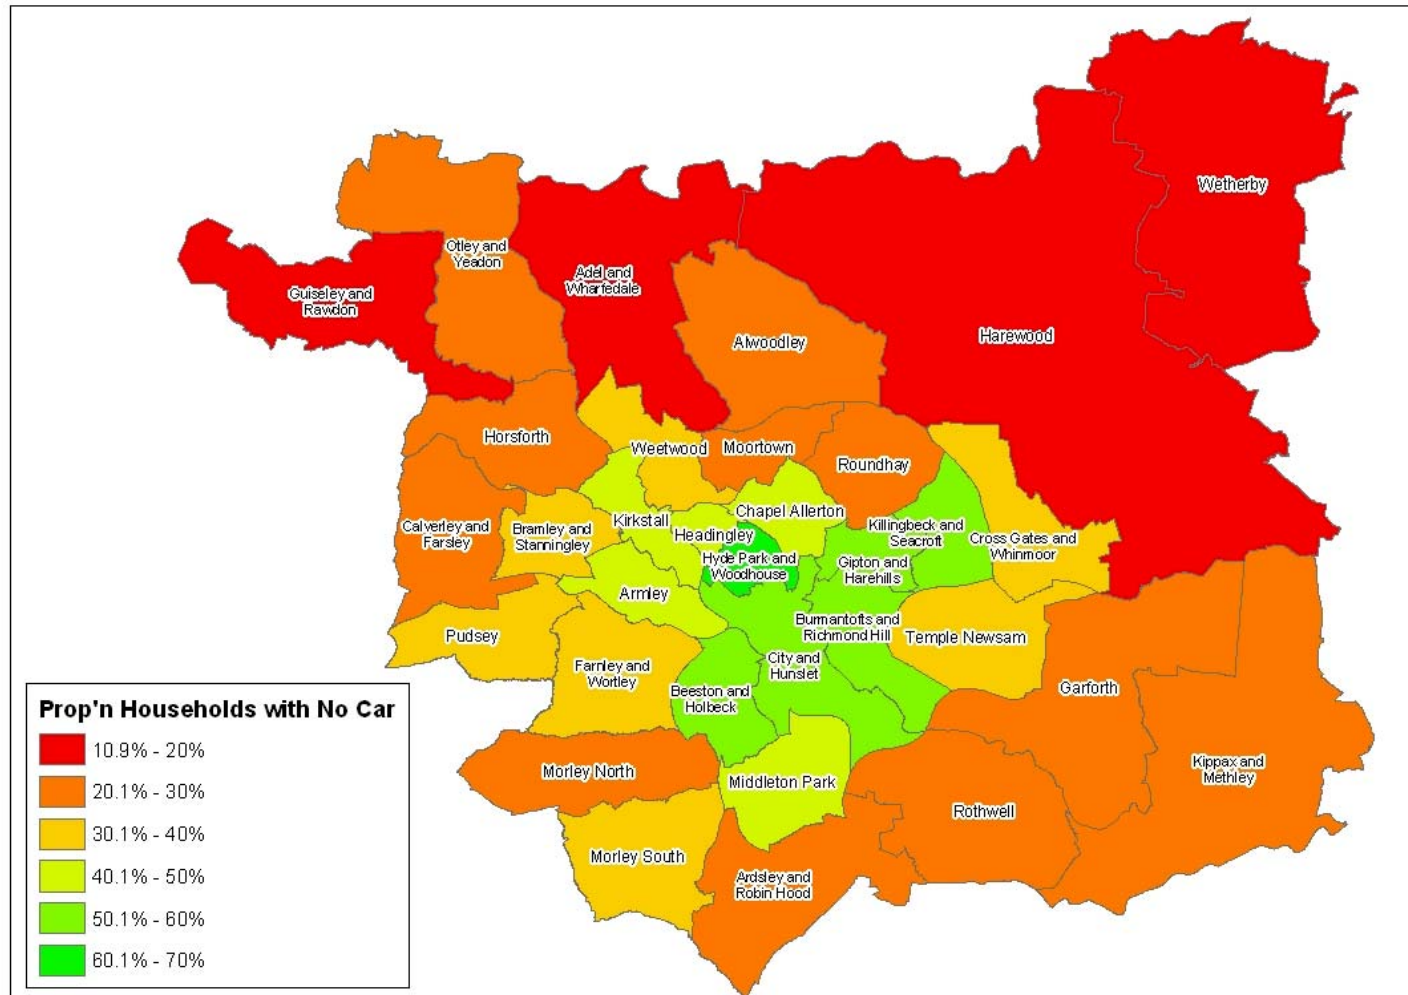 Wetherby
Otley and
Yeadon
Adel and
Wharfedale
Guiseley and
Rawdon
Harewood
Alwoodley
Horsforth
Weetwood
Moortown
Roundhay
Chapel Allerton
Kirkstall
Headingley
Killingbeck and
Seacroft
Calverley and
Farsley
Bramley and
Stanningley
Cross Gates and
Whinmoor
Hyde Park and
Woodhouse
Gipton and
Harehills
Armley
Burmantofts and
Richmond Hill
Pudsey
Temple Newsam
Farnley and
Wortley
City and
Hunslet
Beeston and
Holbeck
Garforth
Morley North
Middleton Park
Kippax and
Methley
Rothwell
Morley South
Ardsley and
Robin Hood
Prop'n Households with No Car
10.9% - 20%
20.1% - 30%
30.1% - 40%
40.1% - 50%
50.1% - 60%
60.1% - 70%